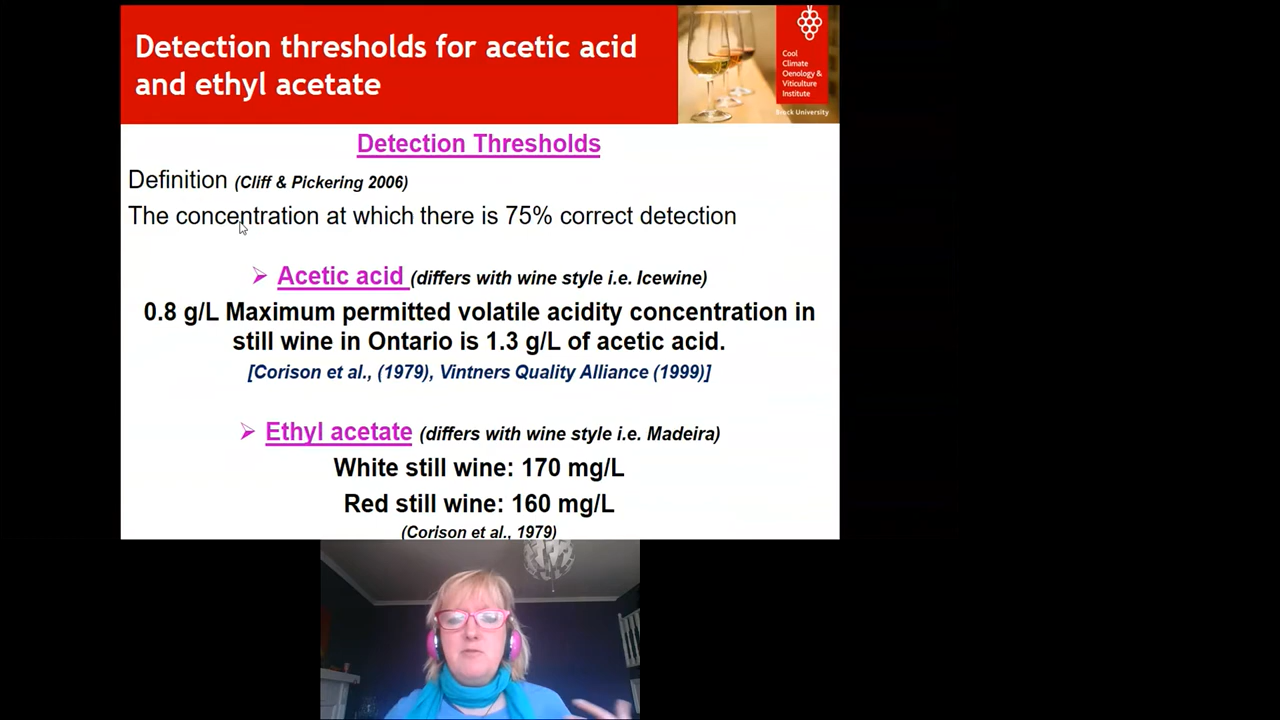 Detection thresholds for acetic acid
and ethyl acetate
Cool
Climate
Oenology &
Viticulture
Institute
Brock University
Detection Thresholds
Definition (Cliff & Pickering 2006)
The concentration at which there is 75% correct detection
Acetic acid (differs with wine style i.e. Icewine)
0.8 g/L Maximum permitted volatile acidity concentration in
still wine in Ontario is 1.3 g/L of acetic acid.
[Corison et al., (1979), Vintners Quality Alliance (1999)]
Ethyl acetate (differs with wine style i.e. Madeira)
White still wine: 170 mg/L
Red still wine: 160 mg/L
(Corison et al., 1979)